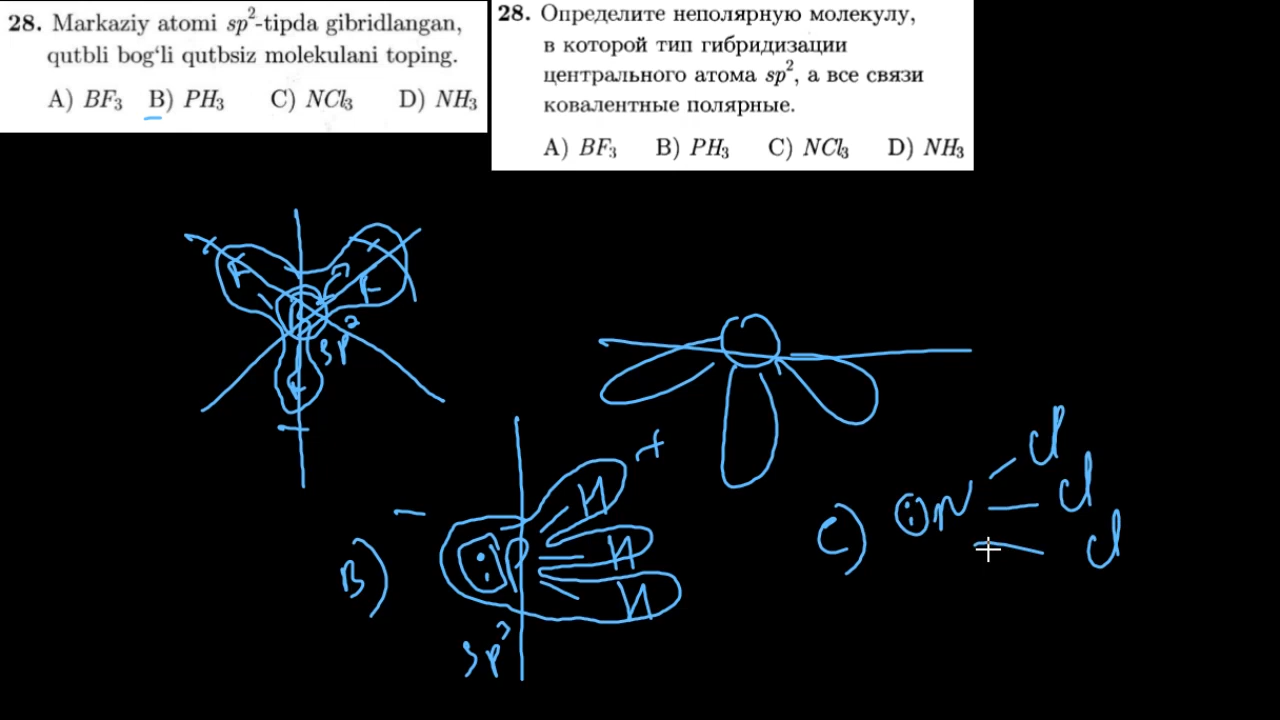 28. Markaziy atomi sp²-tipda gibridlangan,
qutbli bog‘li qutbsiz molekulani toping.
A) BF₃ B) PH₃ C) NCl₃ D) NH₃
28. Определите неполярную молекулу,
в которой тип гибридизации
центрального атома sp², а все связи
ковалентные полярные.
A) BF₃ B) PH₃ C) NCl₃ D) NH₃
F F
sp²
F
B) − : P H H H +
sp³
C) : N Cl Cl Cl